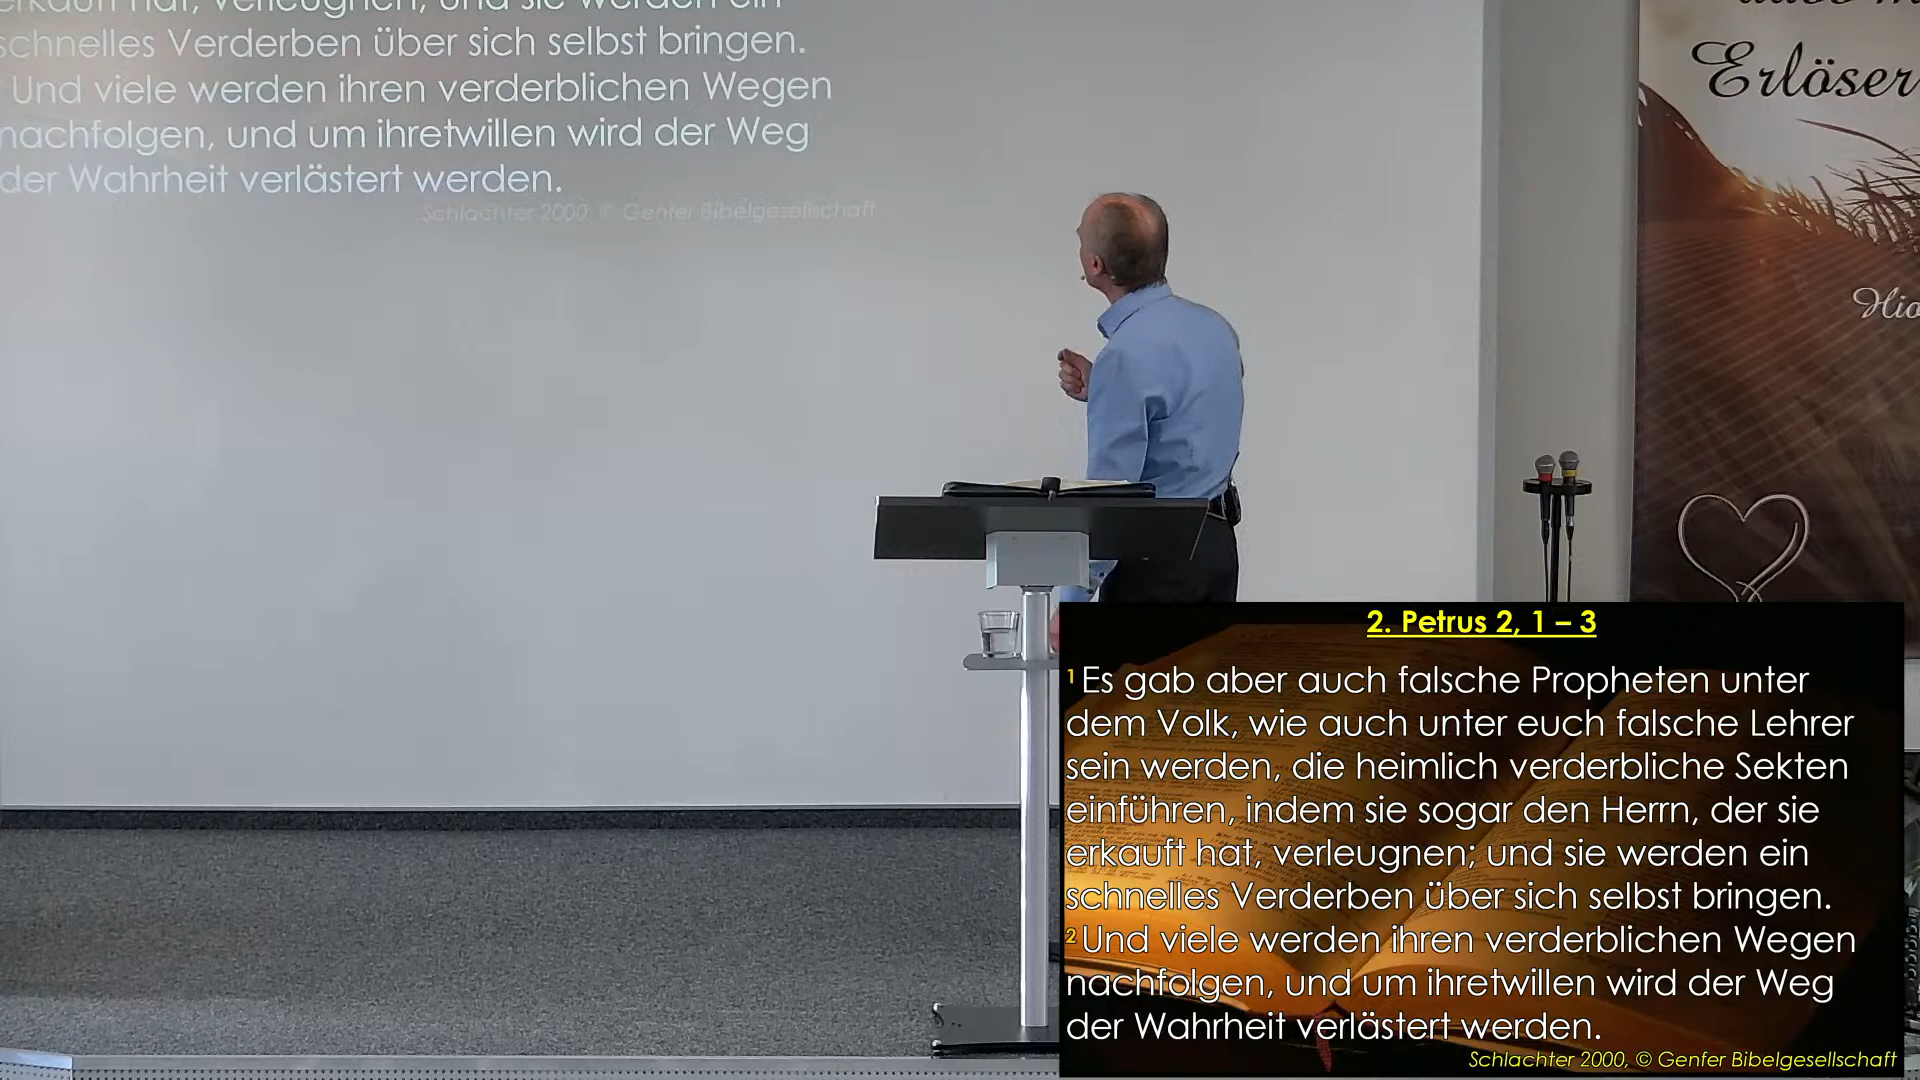 schnelles Verderben über sich selbst bringen.
Und viele werden ihren verderblichen Wegen
nachfolgen, und um ihretwillen wird der Weg
der Wahrheit verlästert werden.
Schlachter 2000, © Genfer Bibelgesellschaft
Erlöser
2. Petrus 2, 1 – 3
1 Es gab aber auch falsche Propheten unter
dem Volk, wie auch unter euch falsche Lehrer
sein werden, die heimlich verderbliche Sekten
einführen, indem sie sogar den Herrn, der sie
erkauft hat, verleugnen; und sie werden ein
schnelles Verderben über sich selbst bringen.
2 Und viele werden ihren verderblichen Wegen
nachfolgen, und um ihretwillen wird der Weg
der Wahrheit verlästert werden.
Schlachter 2000, © Genfer Bibelgesellschaft